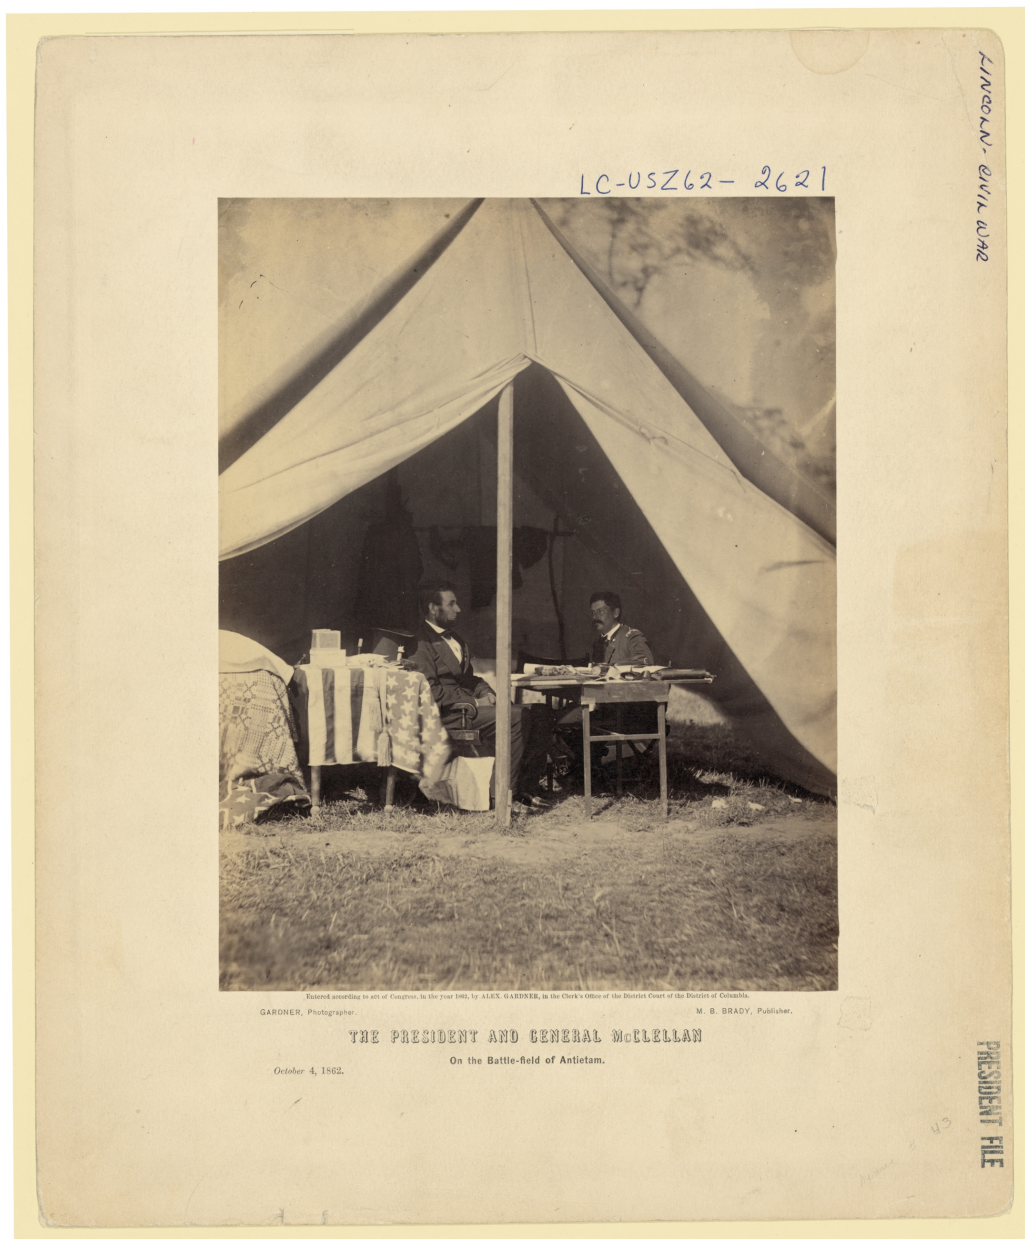 LINCOLN - CIVIL WAR
LC-USZ62- 2621
Entered according to act of Congress, in the year 1862, by ALEX. GARDNER, in the Clerk's Office of the District Court of the District of Columbia.
GARDNER, Photographer.
M. B. BRADY, Publisher.
THE PRESIDENT AND GENERAL McCLELLAN
On the Battle-field of Antietam.
October 4, 1862.
PRESIDENT FILE
43